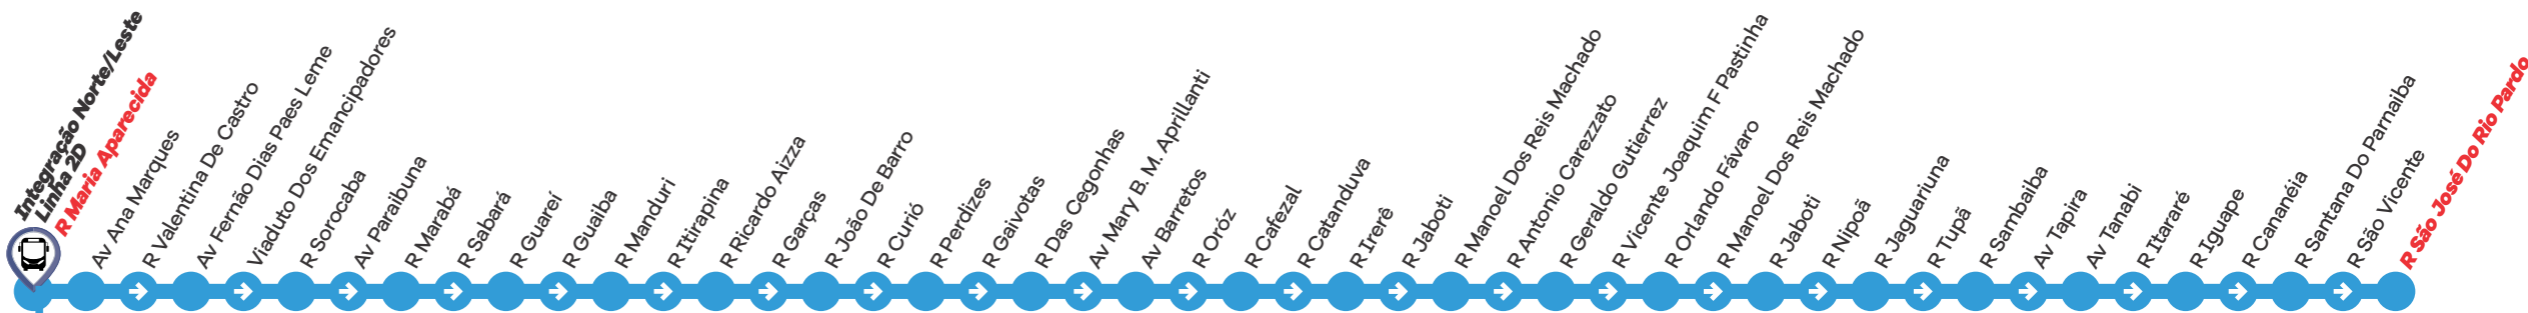 Integração Norte/Leste
Linha 2D
R Maria Aparecida
Av Ana Marques
R Valentina De Castro
Av Fernão Dias Paes Leme
Viaduto Dos Emancipadores
R Sorocaba
Av Paraibuna
R Marabá
R Sabará
R Guareí
R Guaiba
R Manduri
R Itirapina
R Ricardo Aizza
R Garças
R João De Barro
R Curió
R Perdizes
R Gaivotas
R Das Cegonhas
Av Mary B. M. Aprillanti
Av Barretos
R Oróz
R Cafezal
R Catanduva
R Irerê
R Jaboti
R Manoel Dos Reis Machado
R Antonio Carezzato
R Geraldo Gutierrez
R Vicente Joaquim F Pastinha
R Orlando Fávaro
R Manoel Dos Reis Machado
R Jaboti
R Nipoã
R Jaguariuna
R Tupã
R Sambaiba
Av Tapira
Av Tanabi
R Itararé
R Iguape
R Cananéia
R Santana Do Parnaiba
R São Vicente
R São José Do Rio Pardo